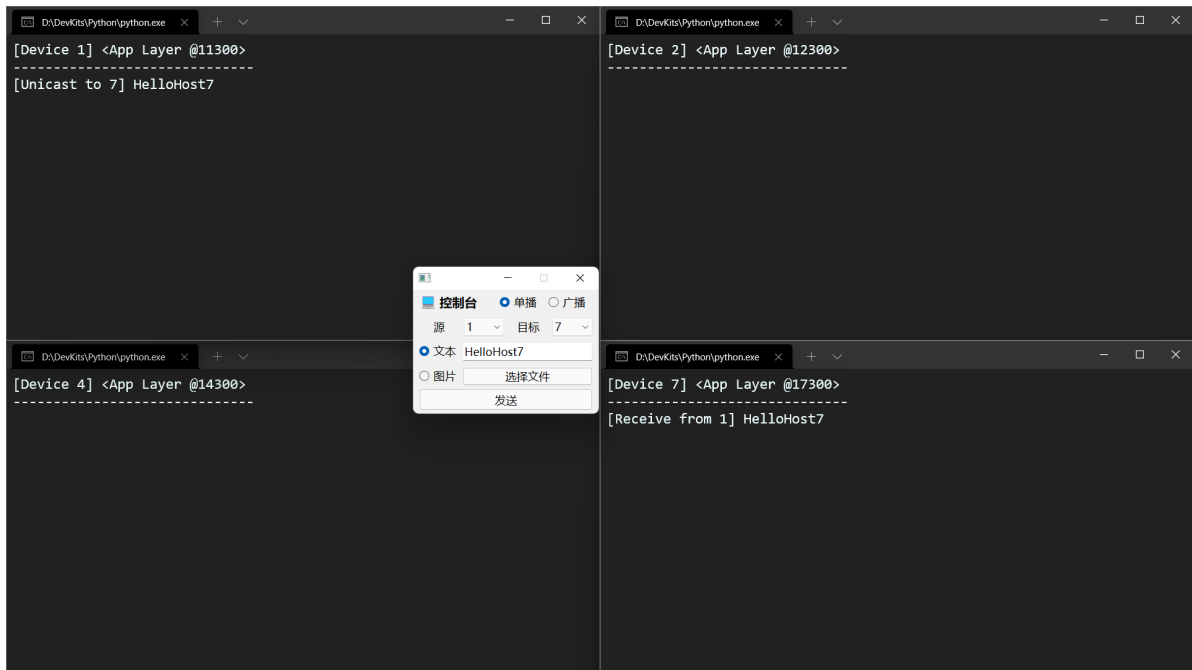 D:\DevKits\Python\python.exe
[Device 1] <App Layer @11300>
------------------------------
[Unicast to 7] HelloHost7
D:\DevKits\Python\python.exe
[Device 2] <App Layer @12300>
------------------------------
控制台 单播 广播
源 1 目标 7
文本 HelloHost7
图片 选择文件
发送
D:\DevKits\Python\python.exe
[Device 4] <App Layer @14300>
------------------------------
D:\DevKits\Python\python.exe
[Device 7] <App Layer @17300>
------------------------------
[Receive from 1] HelloHost7